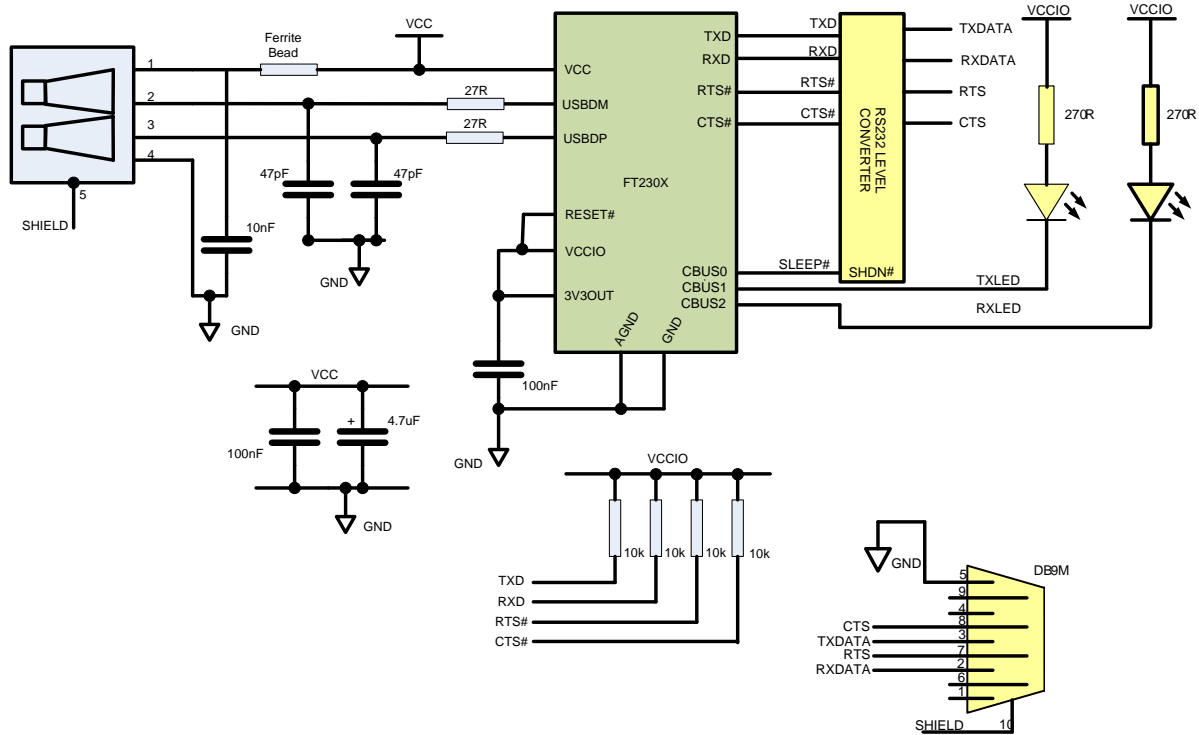 VCC
VCCIO
VCCIO
Ferrite
Bead
1
2
3
4
5
SHIELD
27R
27R
47pF
47pF
10nF
GND
GND
VCC
USBDM
USBDP
RESET#
VCCIO
3V3OUT
FT230X
TXD
RXD
RTS#
CTS#
CBUS0
CBUS1
CBUS2
AGND
GND
TXD
RXD
RTS#
CTS#
SLEEP#
RS232 LEVEL
CONVERTER
SHDN#
TXDATA
RXDATA
RTS
CTS
270R
270R
TXLED
RXLED
100nF
GND
VCC
100nF
+
4.7uF
GND
VCCIO
10k
10k
10k
10k
TXD
RXD
RTS#
CTS#
GND
DB9M
5
9
4
CTS
8
TXDATA
3
RTS
7
RXDATA
2
6
1
SHIELD
10